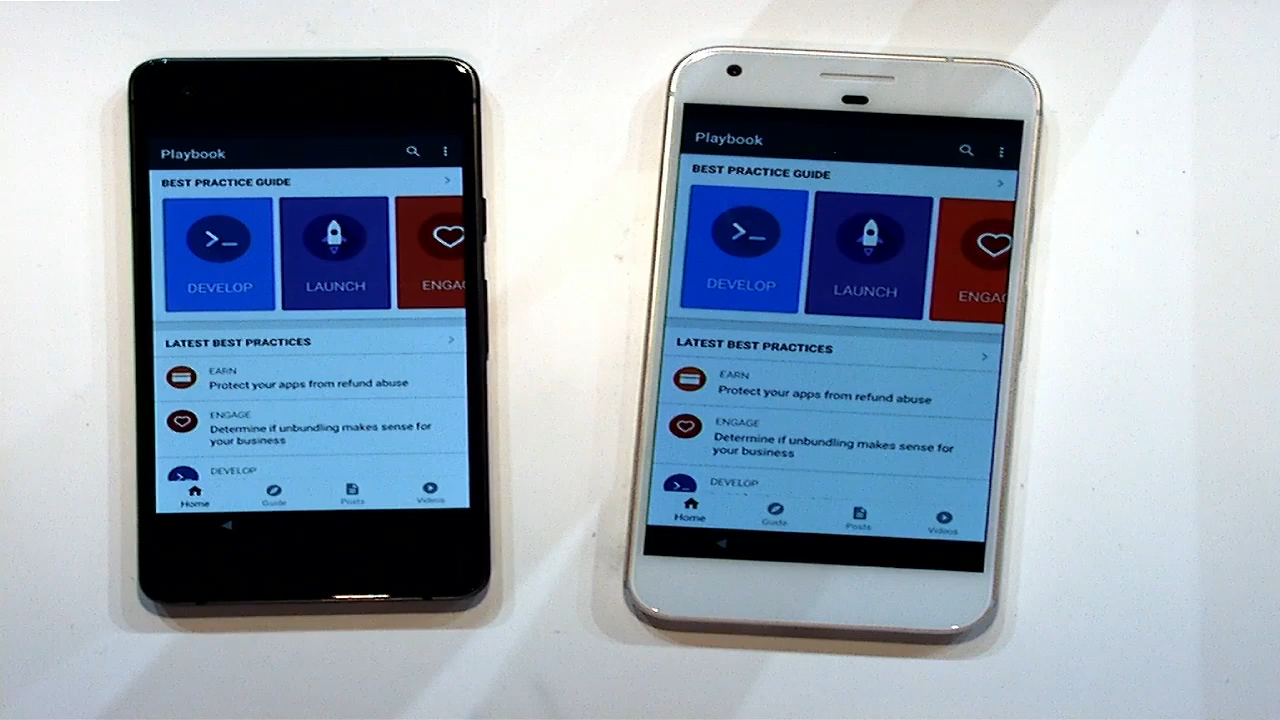 Playbook
BEST PRACTICE GUIDE
DEVELOP
LAUNCH
ENGA
LATEST BEST PRACTICES
EARN
Protect your apps from refund abuse
ENGAGE
Determine if unbundling makes sense for
your business
DEVELOP
Home
Guide
Posts
Videos
Playbook
BEST PRACTICE GUIDE
DEVELOP
LAUNCH
ENGAG
LATEST BEST PRACTICES
EARN
Protect your apps from refund abuse
ENGAGE
Determine if unbundling makes sense for
your business
DEVELOP
Home
Guide
Posts
Videos